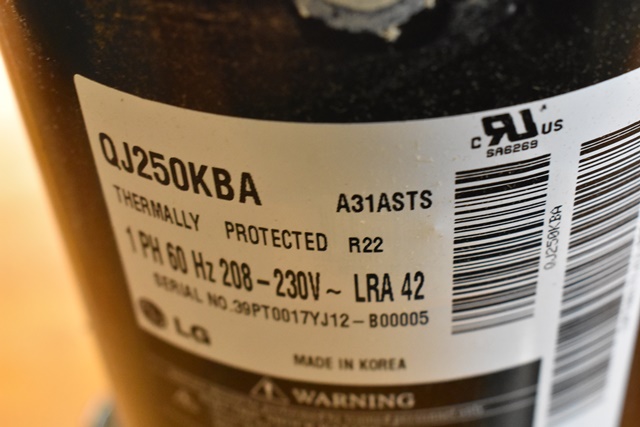 QJ250KBA
A31ASTS
THERMALLY PROTECTED R22
1 PH 60 Hz 208-230V~ LRA 42
SERIAL NO.39PT0017YJ12-B00005
LG
MADE IN KOREA
WARNING
C RU US
SA6269
QJ250KBA